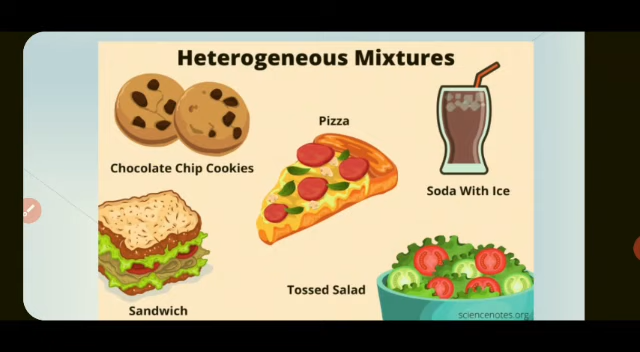 Heterogeneous Mixtures
Pizza
Chocolate Chip Cookies
Soda With Ice
Tossed Salad
Sandwich
sciencenotes.org